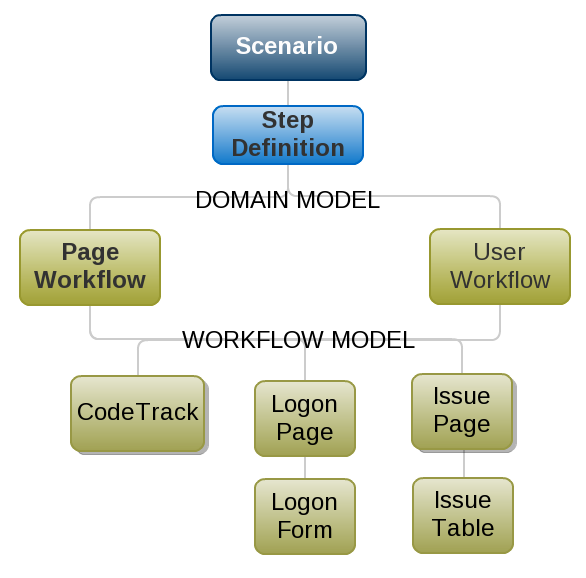 Scenario
Step
Definition
DOMAIN MODEL
Page
Workflow
User
Workflow
WORKFLOW MODEL
CodeTrack
Logon
Page
Issue
Page
Logon
Form
Issue
Table